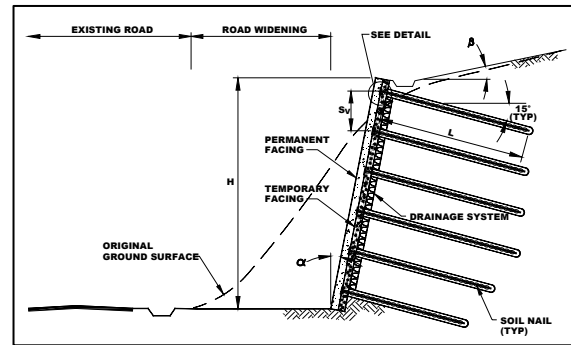 EXISTING ROAD
ROAD WIDENING
SEE DETAIL
β
15°
(TYP)
SV
L
PERMANENT
FACING
H
TEMPORARY
FACING
DRAINAGE SYSTEM
ORIGINAL
GROUND SURFACE
α
SOIL NAIL
(TYP)